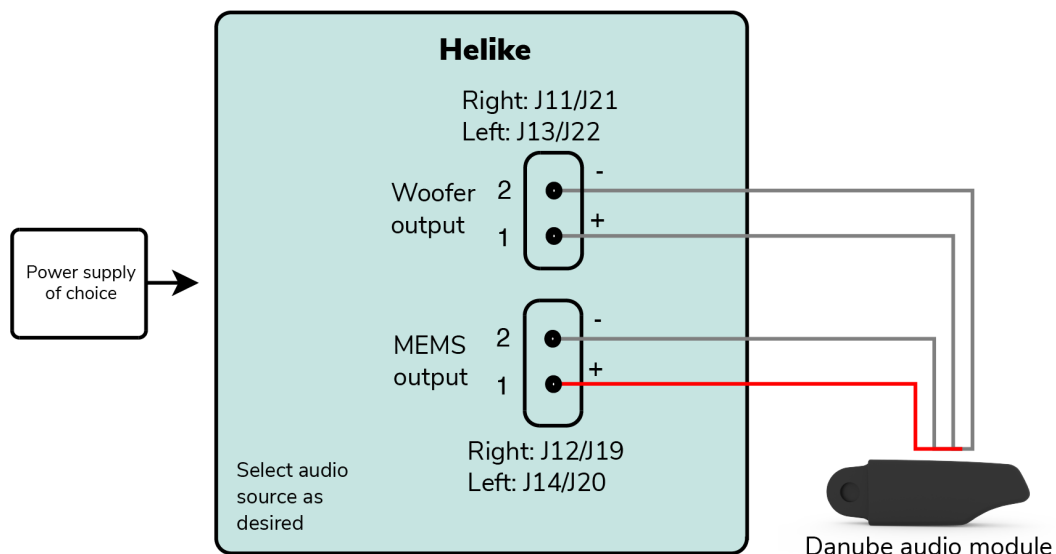 Helike
Right: J11/J21
Left: J13/J22
Woofer
output
2
-
1
+
Power supply
of choice
MEMS
output
2
-
1
+
Right: J12/J19
Left: J14/J20
Select audio
source as
desired
Danube audio module